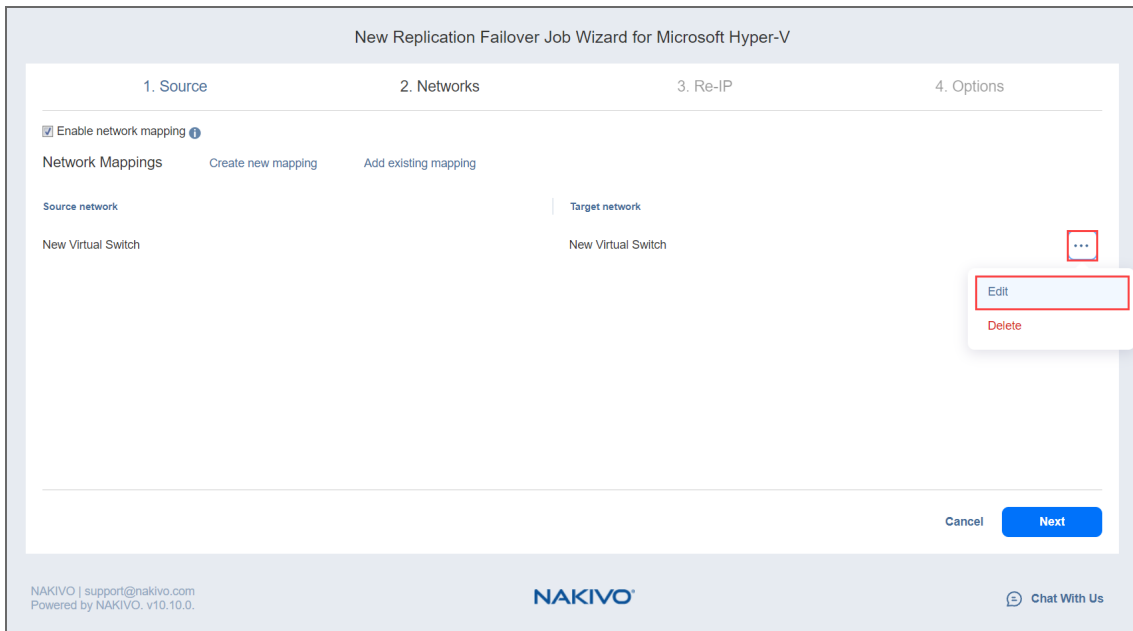 New Replication Failover Job Wizard for Microsoft Hyper-V
1. Source 2. Networks 3. Re-IP 4. Options
Enable network mapping i
Network Mappings Create new mapping Add existing mapping
Source network Target network
New Virtual Switch New Virtual Switch ...
Edit
Delete
Cancel Next
NAKIVO | support@nakivo.com
Powered by NAKIVO. v10.10.0.
NAKIVO®
Chat With Us